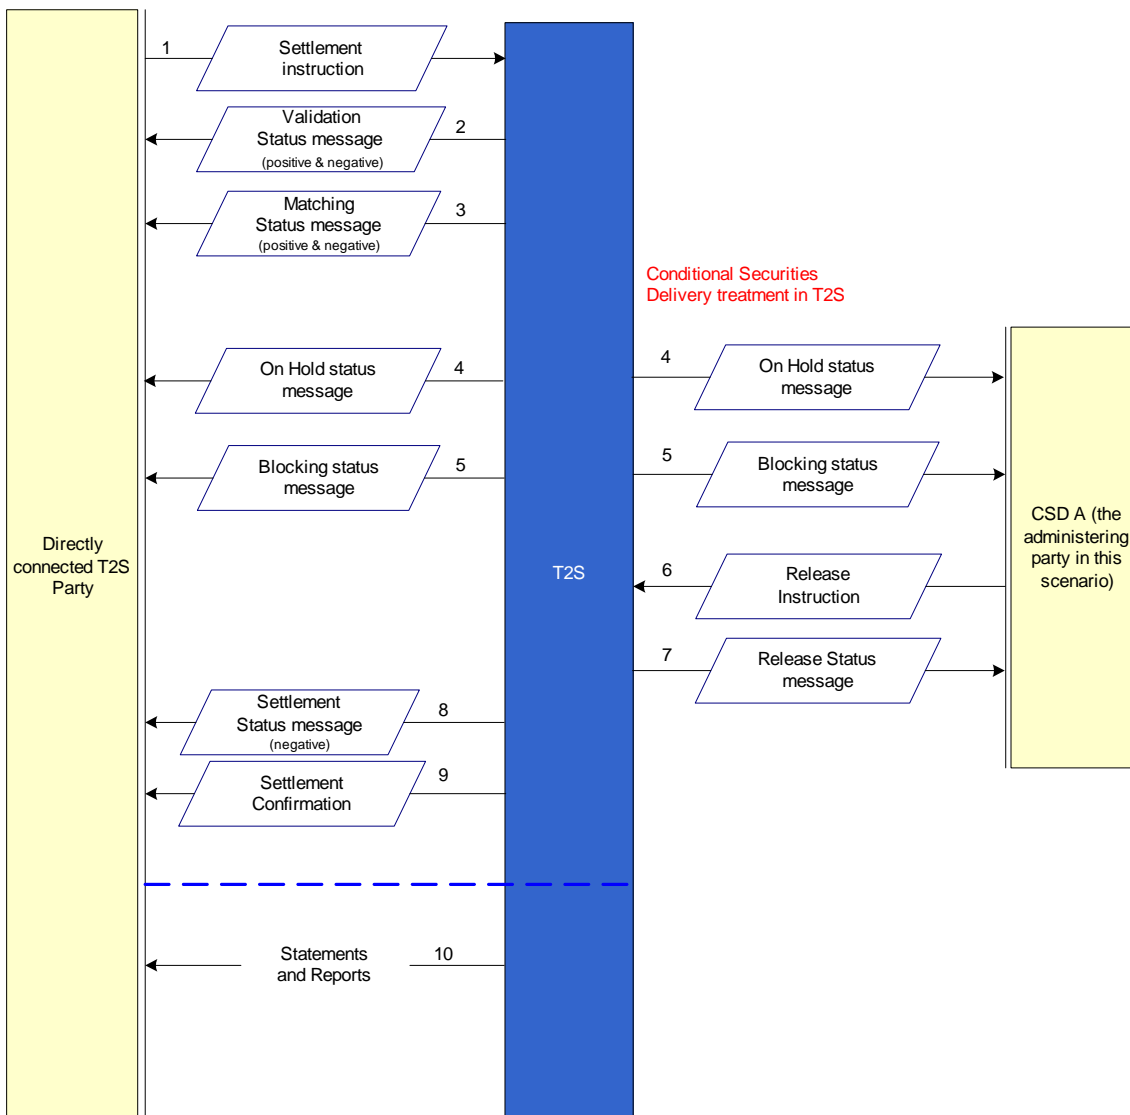 1
Settlement
instruction
Validation
Status message
(positive & negative)
2
Matching
Status message
(positive & negative)
3
Conditional Securities
Delivery treatment in T2S
On Hold status
message
4
4
On Hold status
message
Blocking status
message
5
5
Blocking status
message
Directly
connected T2S
Party
T2S
CSD A (the
administering
party in this
scenario)
6
Release
Instruction
7
Release Status
message
Settlement
Status message
(negative)
8
Settlement
Confirmation
9
Statements
and Reports
10